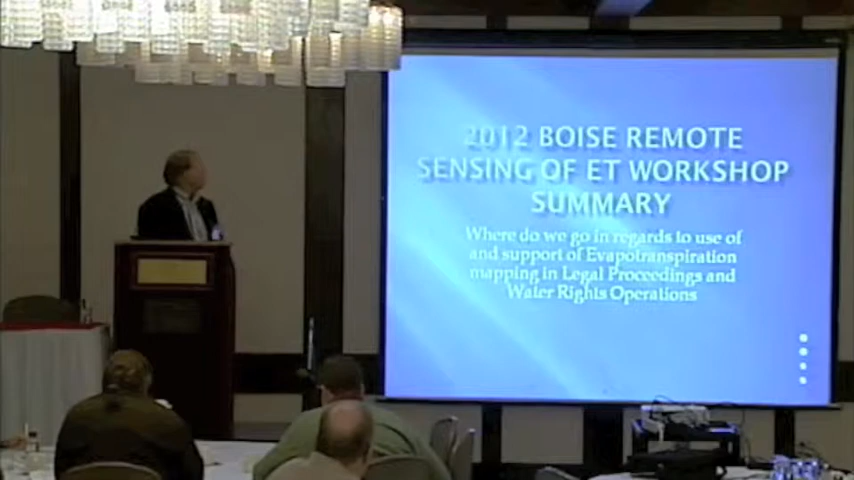 2012 BOISE REMOTE
SENSING OF ET WORKSHOP
SUMMARY
Where do we go in regards to use of
and support of Evapotranspiration
mapping in Legal Proceedings and
Water Rights Operations